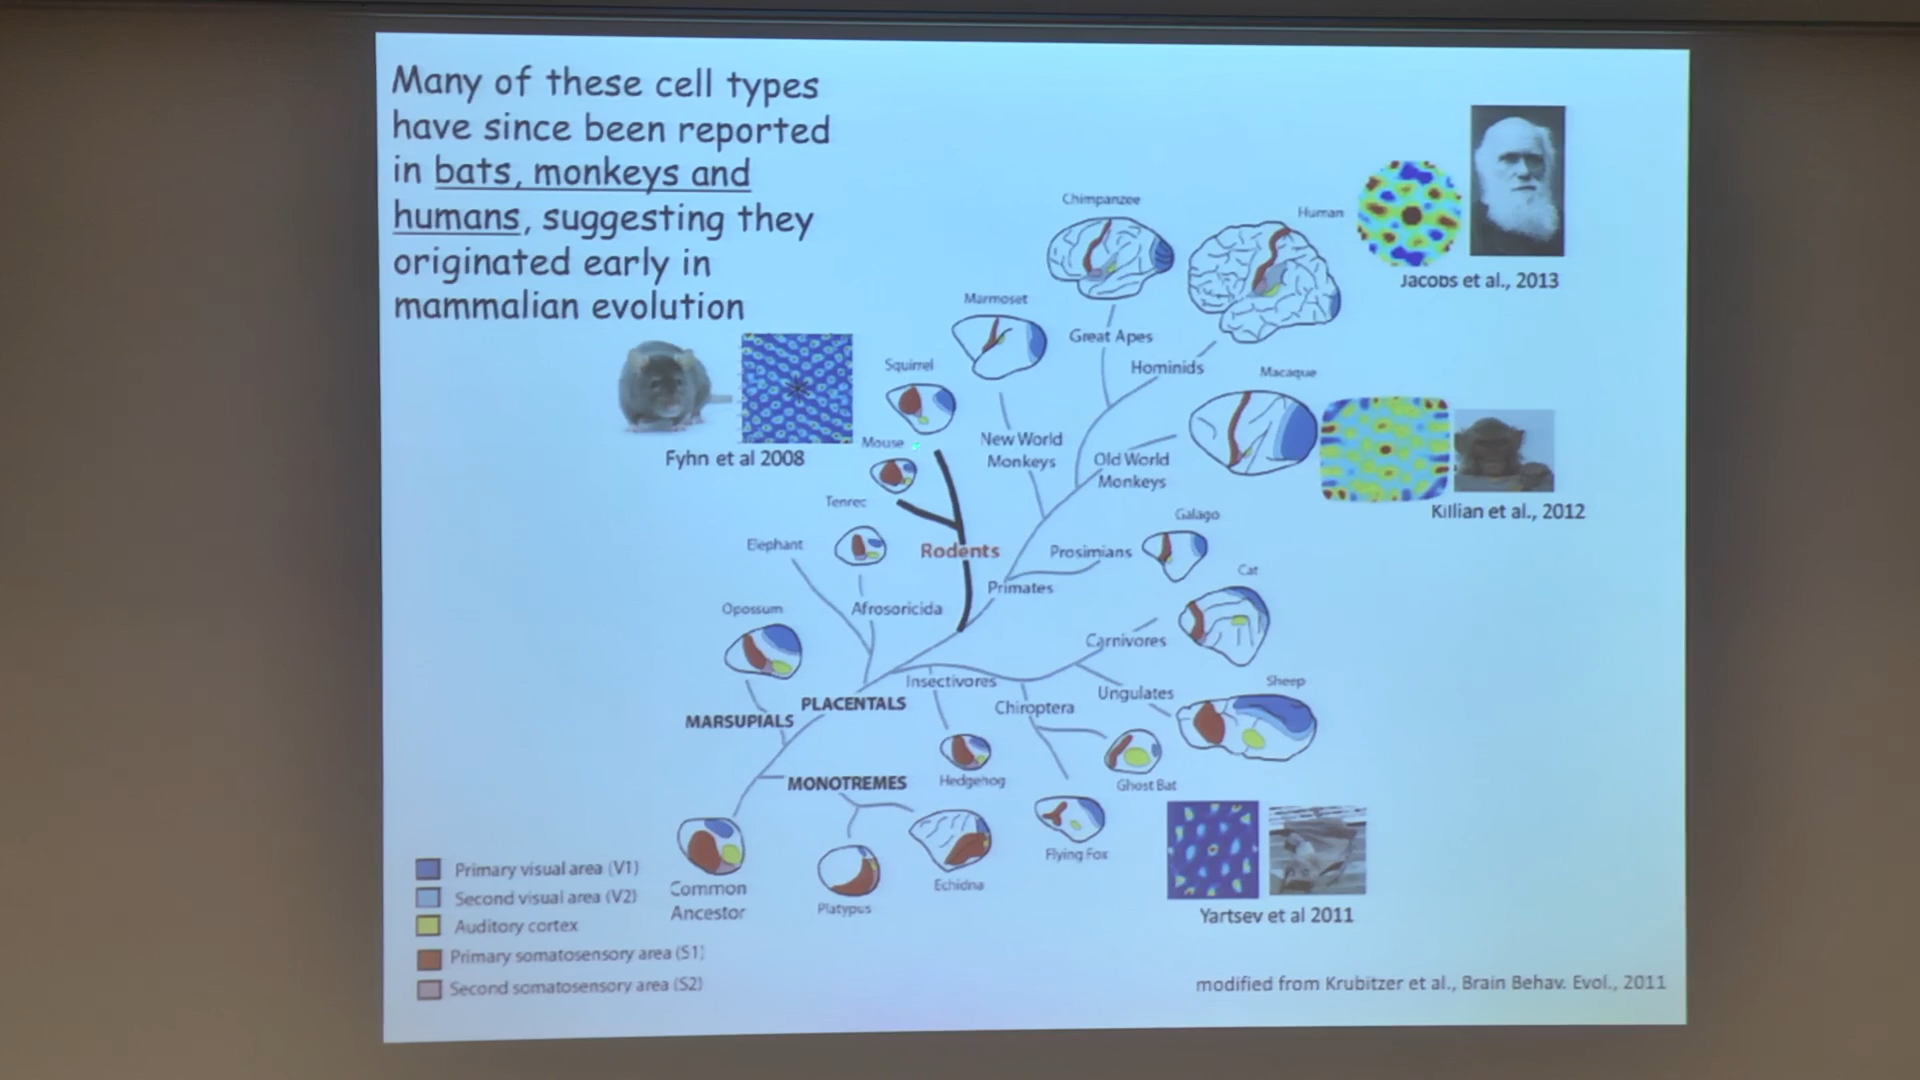 Many of these cell types
have since been reported
in bats, monkeys and
humans, suggesting they
originated early in
mammalian evolution
Chimpanzee
Human
Jacobs et al., 2013
Marmoset
Great Apes
Hominids
Squirrel
Macaque
Mouse
Fyhn et al 2008
New World
Monkeys
Old World
Monkeys
Killian et al., 2012
Tenrec
Galago
Elephant
Rodents
Prosimians
Cat
Primates
Opossum
Afrosoricida
Carnivores
Insectivores
Ungulates
Sheep
PLACENTALS
Chiroptera
MARSUPIALS
MONOTREMES
Hedgehog
Ghost Bat
Flying Fox
Echidna
Platypus
Common
Ancestor
Yartsev et al 2011
Primary visual area (V1)
Second visual area (V2)
Auditory cortex
Primary somatosensory area (S1)
Second somatosensory area (S2)
modified from Krubitzer et al., Brain Behav. Evol., 2011